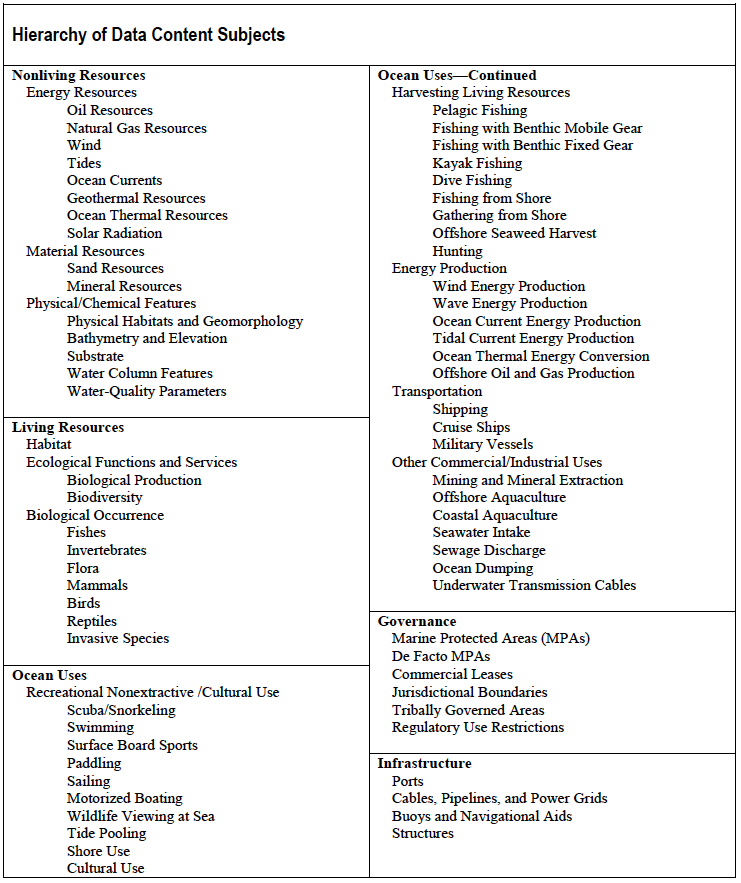 Hierarchy of Data Content Subjects
Nonliving Resources
Energy Resources
Oil Resources
Natural Gas Resources
Wind
Tides
Ocean Currents
Geothermal Resources
Ocean Thermal Resources
Solar Radiation
Material Resources
Sand Resources
Mineral Resources
Physical/Chemical Features
Physical Habitats and Geomorphology
Bathymetry and Elevation
Substrate
Water Column Features
Water-Quality Parameters
Living Resources
Habitat
Ecological Functions and Services
Biological Production
Biodiversity
Biological Occurrence
Fishes
Invertebrates
Flora
Mammals
Birds
Reptiles
Invasive Species
Ocean Uses
Recreational Nonextractive /Cultural Use
Scuba/Snorkeling
Swimming
Surface Board Sports
Paddling
Sailing
Motorized Boating
Wildlife Viewing at Sea
Tide Pooling
Shore Use
Cultural Use
Ocean Uses—Continued
Harvesting Living Resources
Pelagic Fishing
Fishing with Benthic Mobile Gear
Fishing with Benthic Fixed Gear
Kayak Fishing
Dive Fishing
Fishing from Shore
Gathering from Shore
Offshore Seaweed Harvest
Hunting
Energy Production
Wind Energy Production
Wave Energy Production
Ocean Current Energy Production
Tidal Current Energy Production
Ocean Thermal Energy Conversion
Offshore Oil and Gas Production
Transportation
Shipping
Cruise Ships
Military Vessels
Other Commercial/Industrial Uses
Mining and Mineral Extraction
Offshore Aquaculture
Coastal Aquaculture
Seawater Intake
Sewage Discharge
Ocean Dumping
Underwater Transmission Cables
Governance
Marine Protected Areas (MPAs)
De Facto MPAs
Commercial Leases
Jurisdictional Boundaries
Tribally Governed Areas
Regulatory Use Restrictions
Infrastructure
Ports
Cables, Pipelines, and Power Grids
Buoys and Navigational Aids
Structures